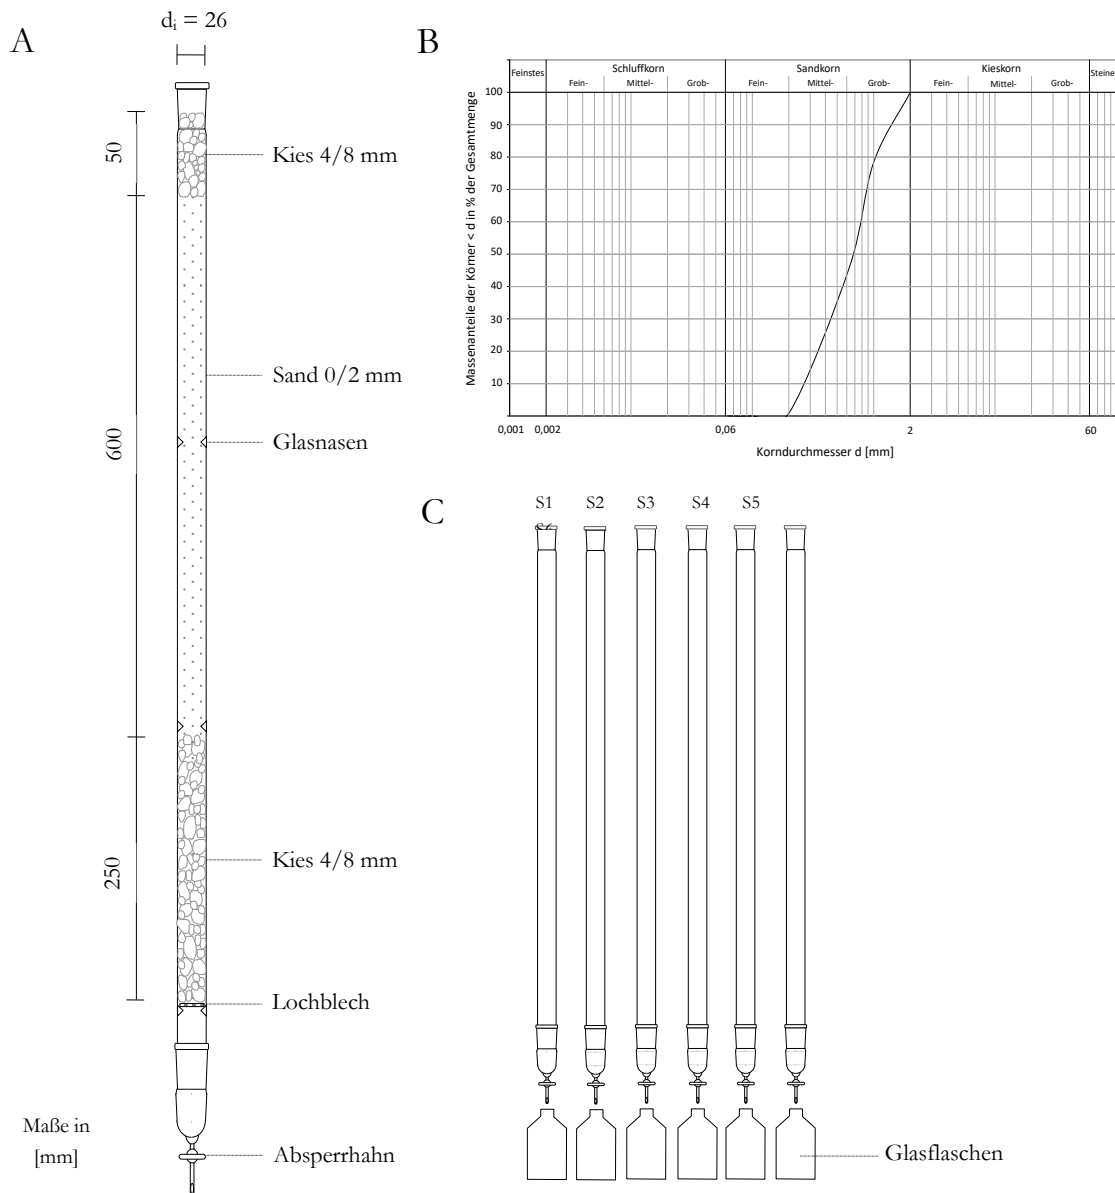 A
dᵢ = 26
50
Kies 4/8 mm
Sand 0/2 mm
600
Glasnasen
250
Kies 4/8 mm
Lochblech
Maße in
[mm]
Absperrhahn
B
Feinstes Schluffkorn Sandkorn Kieskorn Steine
Fein- Mittel- Grob- Fein- Mittel- Grob- Fein- Mittel- Grob-
Massenanteile der Körner < d in % der Gesamtmenge
100
90
80
70
60
50
40
30
20
10
0,001 0,002 0,06 2 60
Korndurchmesser d [mm]
C
S1 S2 S3 S4 S5
Glasflaschen